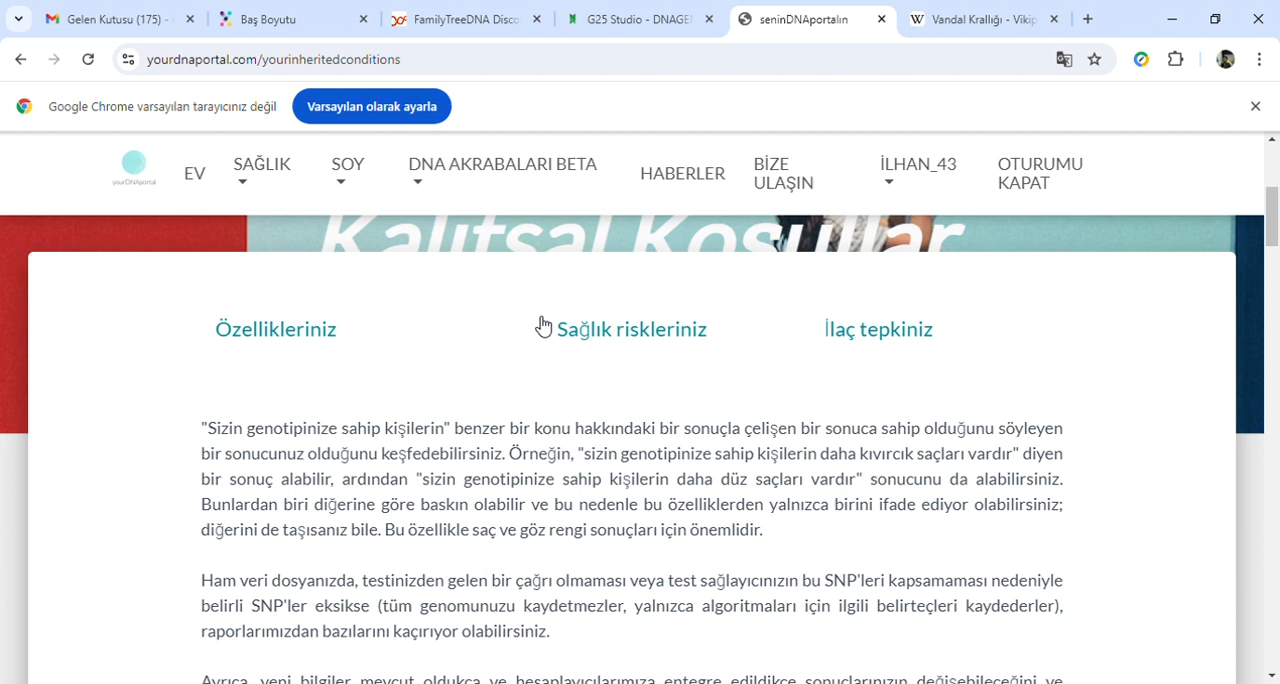 Gelen Kutusu (175) -
Baş Boyutu
FamilyTreeDNA Disco
G25 Studio - DNAGEN
seninDNAportalın
Vandal Krallığı - Vikip
yourdnaportal.com/yourinheritedconditions
Google Chrome varsayılan tarayıcınız değil
Varsayılan olarak ayarla
yourDNAportal
EV
SAĞLIK
SOY
DNA AKRABALARI BETA
HABERLER
BİZE
ULAŞIN
İLHAN_43
OTURUMU
KAPAT
Kalıtsal Koşullar
Özellikleriniz
Sağlık riskleriniz
İlaç tepkiniz
"Sizin genotipinize sahip kişilerin" benzer bir konu hakkındaki bir sonuçla çelişen bir sonuca sahip olduğunu söyleyen
bir sonucunuz olduğunu keşfedebilirsiniz. Örneğin, "sizin genotipinize sahip kişilerin daha kıvırcık saçları vardır" diyen
bir sonuç alabilir, ardından "sizin genotipinize sahip kişilerin daha düz saçları vardır" sonucunu da alabilirsiniz.
Bunlardan biri diğerine göre baskın olabilir ve bu nedenle bu özelliklerden yalnızca birini ifade ediyor olabilirsiniz;
diğerini de taşısanız bile. Bu özellikle saç ve göz rengi sonuçları için önemlidir.
Ham veri dosyanızda, testinizden gelen bir çağrı olmaması veya test sağlayıcınızın bu SNP'leri kapsamaması nedeniyle
belirli SNP'ler eksikse (tüm genomunuzu kaydetmezler, yalnızca algoritmaları için ilgili belirteçleri kaydederler),
raporlarımızdan bazılarını kaçırıyor olabilirsiniz.
Ayrıca, yeni bilgiler mevcut oldukça ve hesaplayıcılarımıza entegre edildikçe sonuçlarınızın değişebileceğini ve